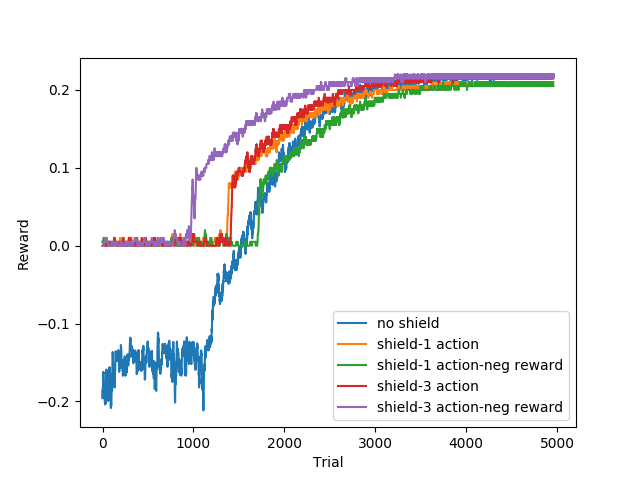 0.2
0.1
0.0
−0.1
−0.2
Reward
0
1000
2000
3000
4000
5000
Trial
no shield
shield-1 action
shield-1 action-neg reward
shield-3 action
shield-3 action-neg reward